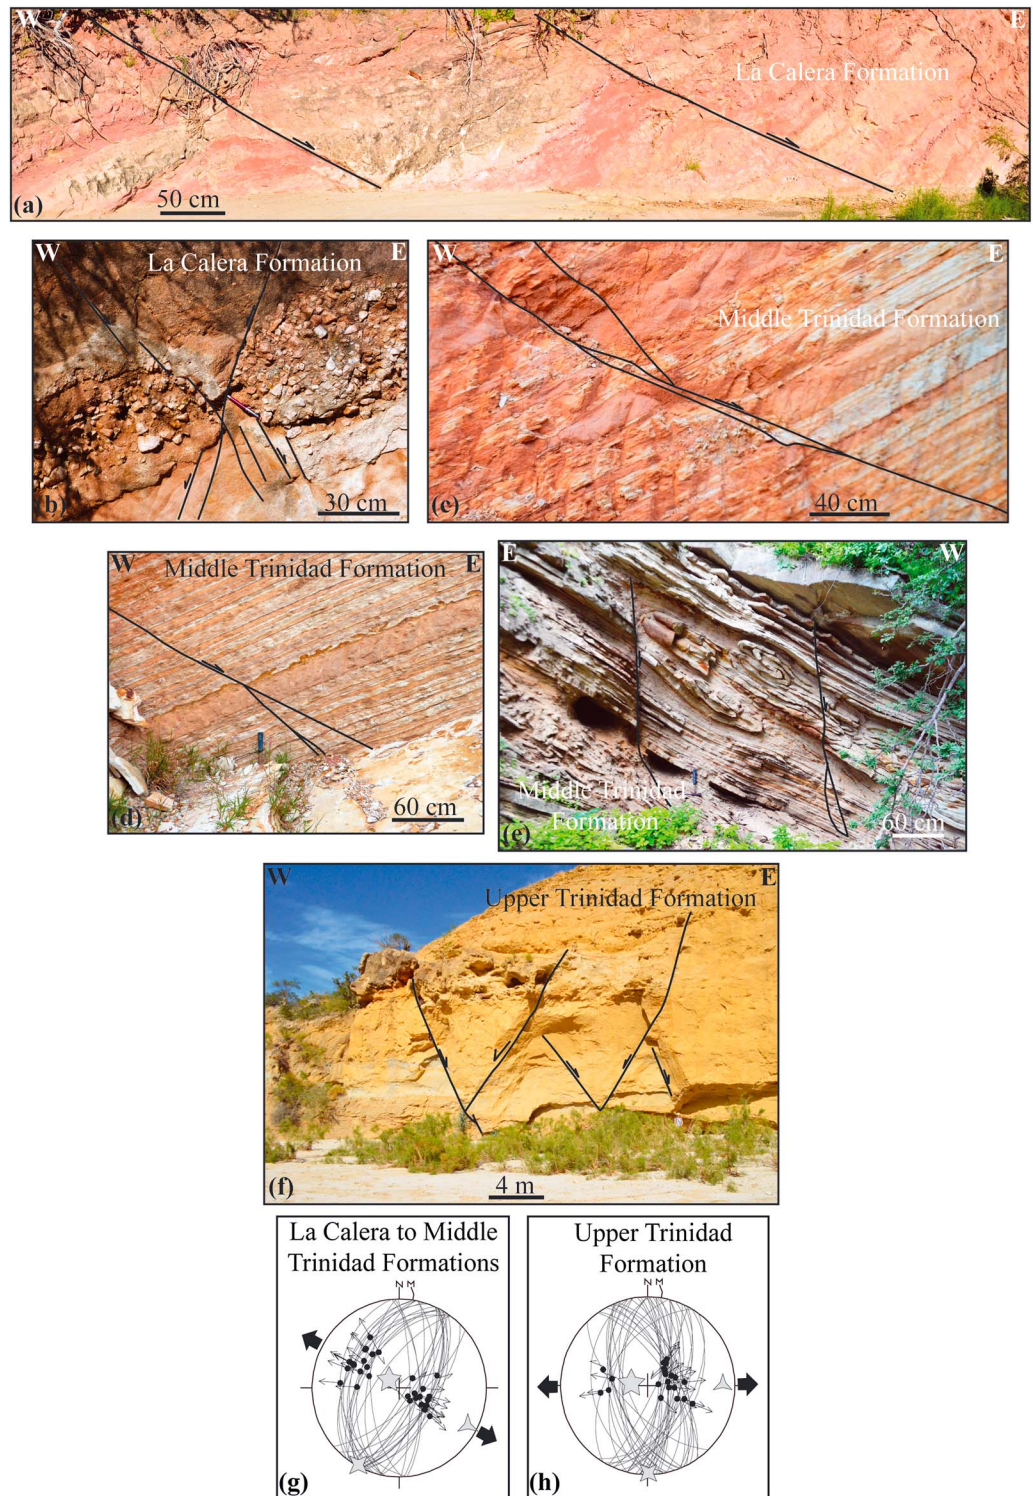 W
E
La Calera Formation
50 cm
(a)
W
E
La Calera Formation
30 cm
(b)
W
E
Middle Trinidad Formation
40 cm
(c)
W
E
Middle Trinidad Formation
60 cm
(d)
E
W
Middle Trinidad
Formation
60 cm
(e)
W
E
Upper Trinidad Formation
4 m
(f)
La Calera to Middle
Trinidad Formations
N M
(g)
Upper Trinidad
Formation
N M
(h)